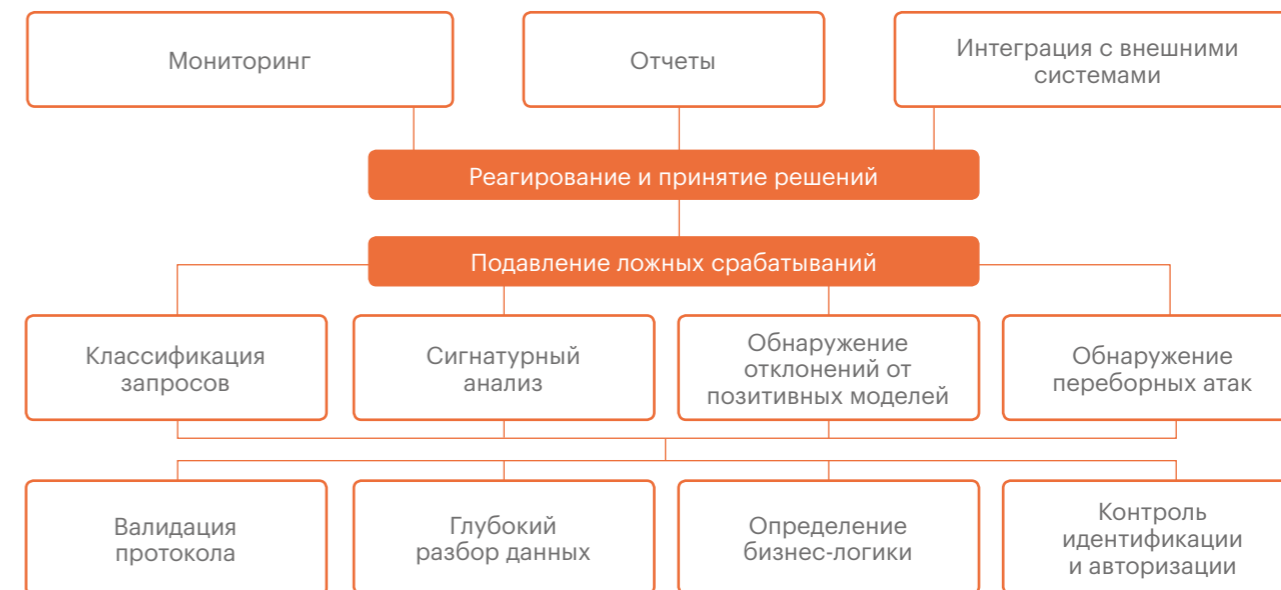 Мониторинг
Отчеты
Интеграция с внешними
системами
Реагирование и принятие решений
Подавление ложных срабатываний
Классификация
запросов
Сигнатурный
анализ
Обнаружение
отклонений от
позитивных моделей
Обнаружение
переборных атак
Валидация
протокола
Глубокий
разбор данных
Определение
бизнес-логики
Контроль
идентификации
и авторизации